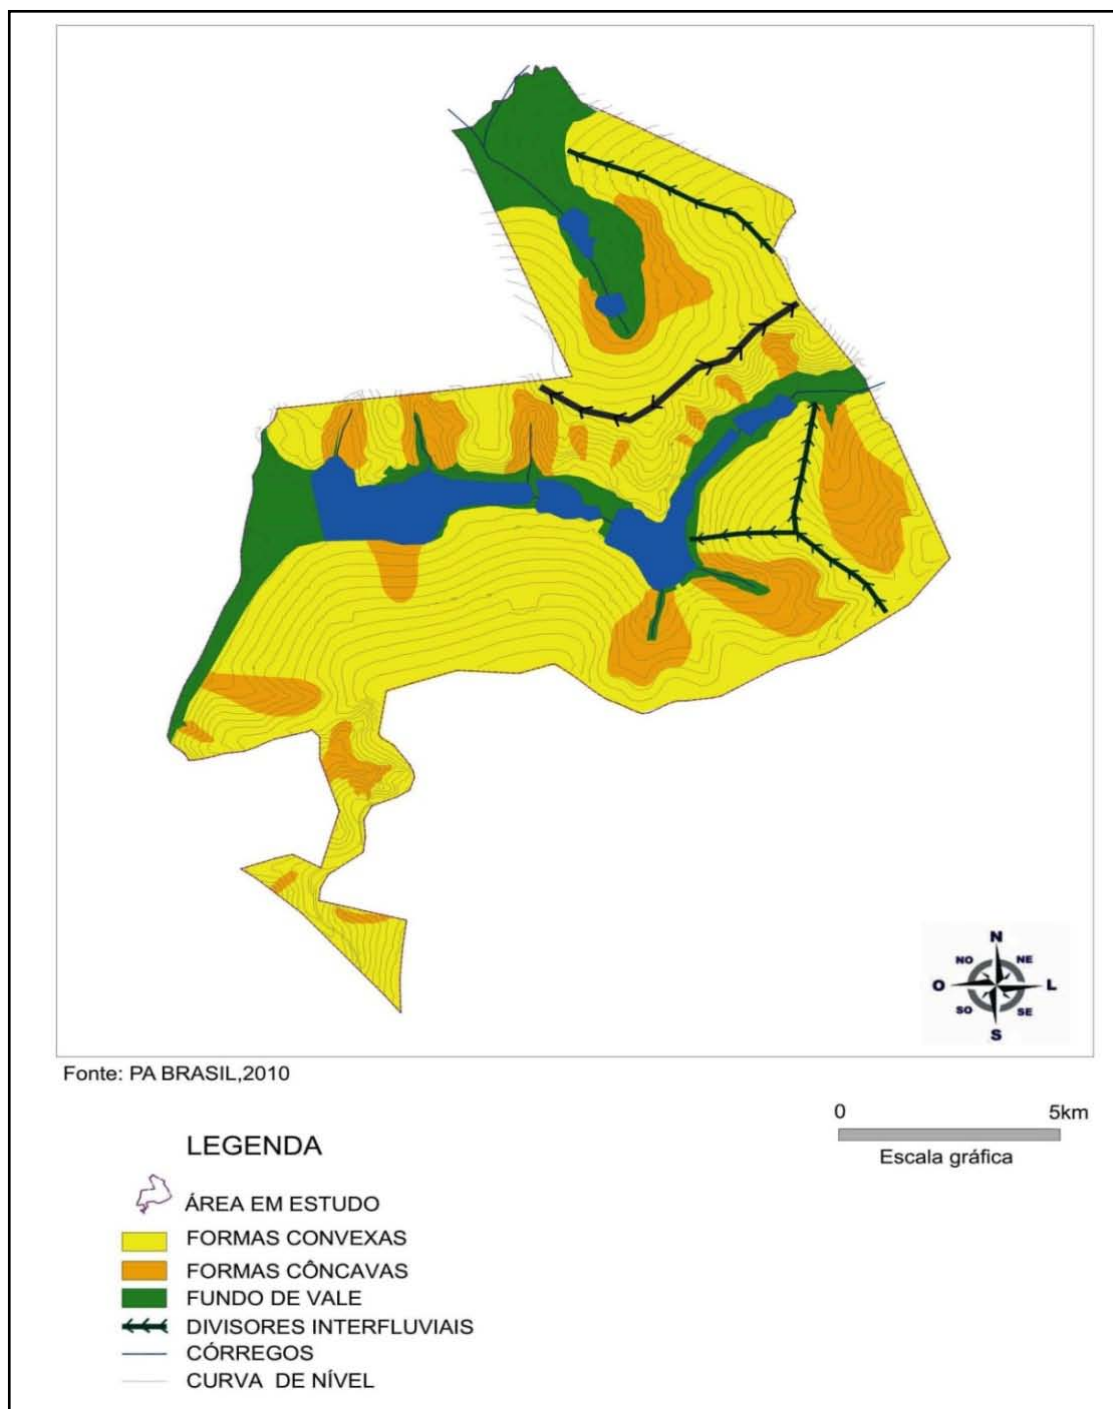 N
NO NE
O L
SO SE
S
Fonte: PA BRASIL,2010
0 5km
Escala gráfica
LEGENDA
ÁREA EM ESTUDO
FORMAS CONVEXAS
FORMAS CÔNCAVAS
FUNDO DE VALE
DIVISORES INTERFLUVIAIS
CÓRREGOS
CURVA DE NÍVEL